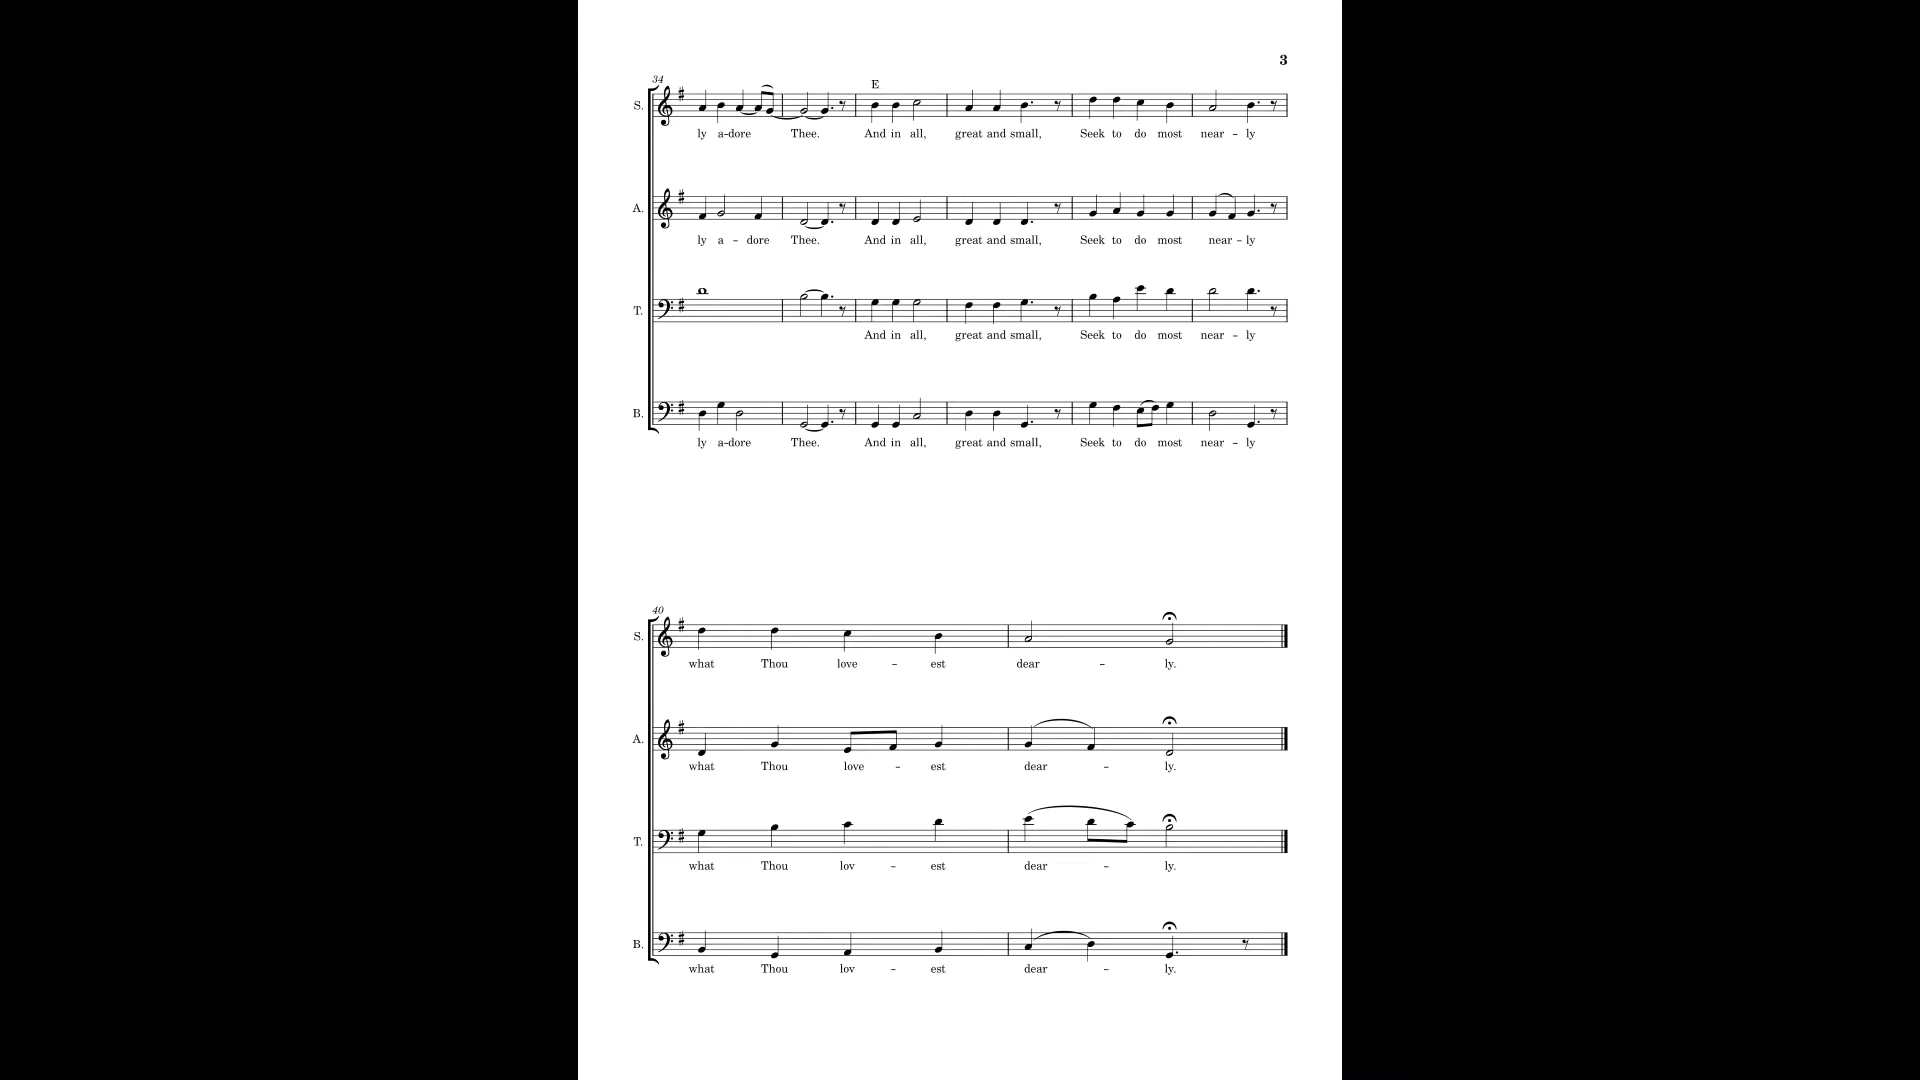 3
34
E
S.
ly a-dore Thee. And in all, great and small, Seek to do most near - ly
A.
ly a - dore Thee. And in all, great and small, Seek to do most near - ly
T.
And in all, great and small, Seek to do most near - ly
B.
ly a-dore Thee. And in all, great and small, Seek to do most near - ly
40
S.
what Thou love - est dear - ly.
A.
what Thou love - est dear - ly.
T.
what Thou lov - est dear - ly.
B.
what Thou lov - est dear - ly.